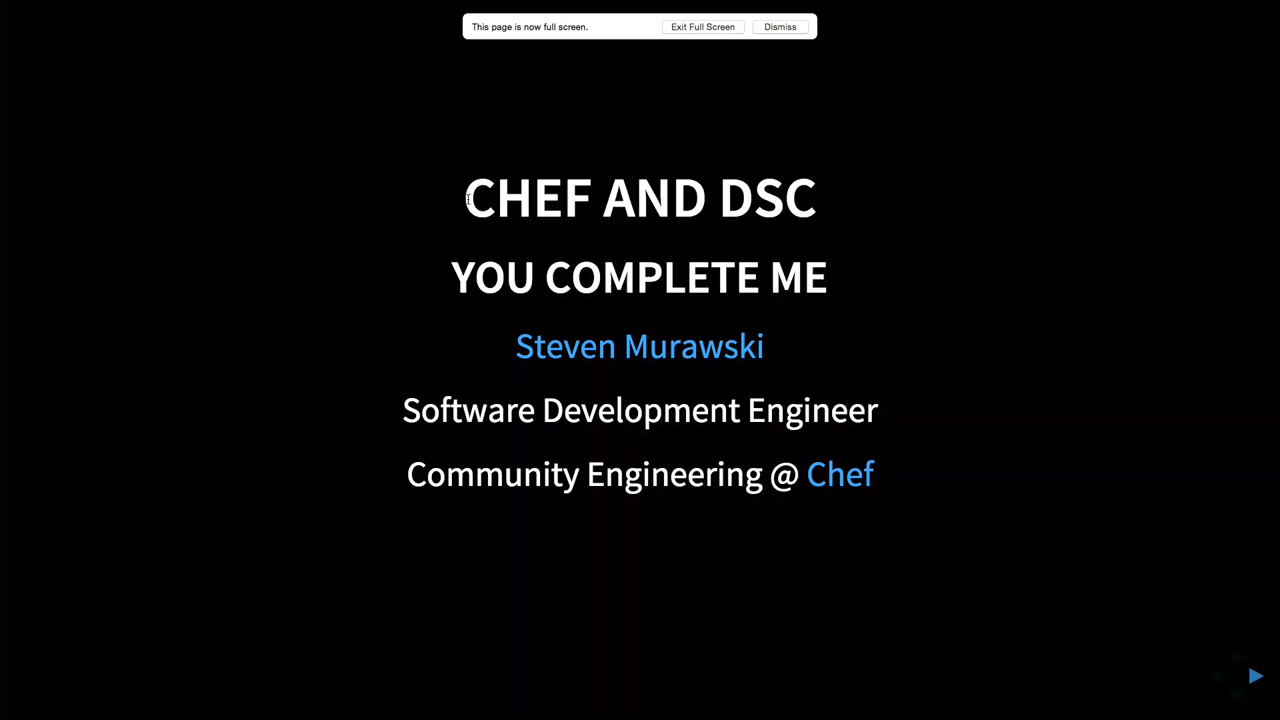 This page is now full screen. Exit Full Screen Dismiss
CHEF AND DSC
YOU COMPLETE ME
Steven Murawski
Software Development Engineer
Community Engineering @ Chef